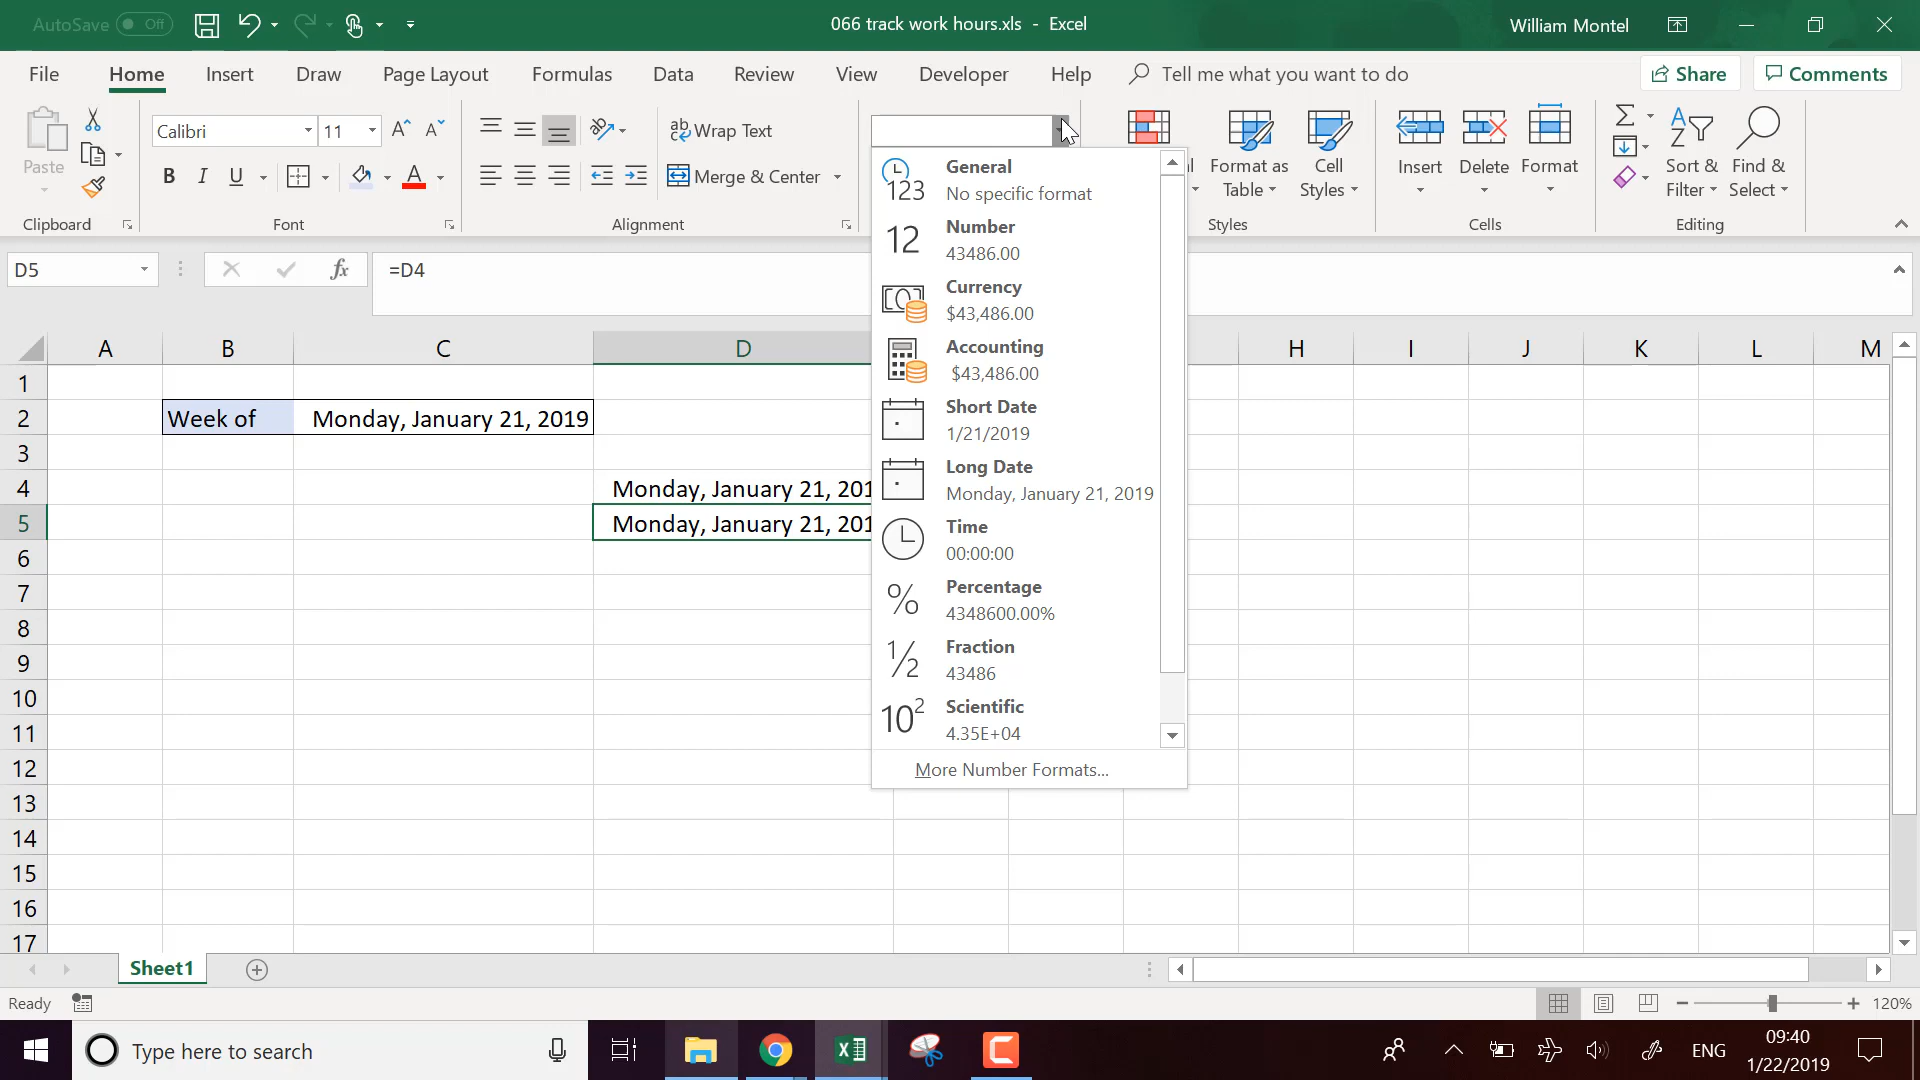 AutoSave Off
066 track work hours.xls - Excel
William Montel
File Home Insert Draw Page Layout Formulas Data Review View Developer Help Tell me what you want to do Share Comments
Paste
Clipboard
Calibri 11
B I U A
Font
ab Wrap Text
Merge & Center
Alignment
Format as Table
Cell Styles
Styles
Insert Delete Format
Cells
Sort & Filter
Find & Select
Editing
D5
fx
=D4
General
No specific format
Number
43486.00
Currency
$43,486.00
Accounting
$43,486.00
Short Date
1/21/2019
Long Date
Monday, January 21, 2019
Time
00:00:00
Percentage
4348600.00%
Fraction
43486
Scientific
4.35E+04
More Number Formats...
A B C D H I J K L M
1
2 Week of Monday, January 21, 2019
3
4 Monday, January 21, 201
5 Monday, January 21, 201
6
7
8
9
10
11
12
13
14
15
16
17
Sheet1
Ready
120%
Type here to search
ENG
09:40
1/22/2019